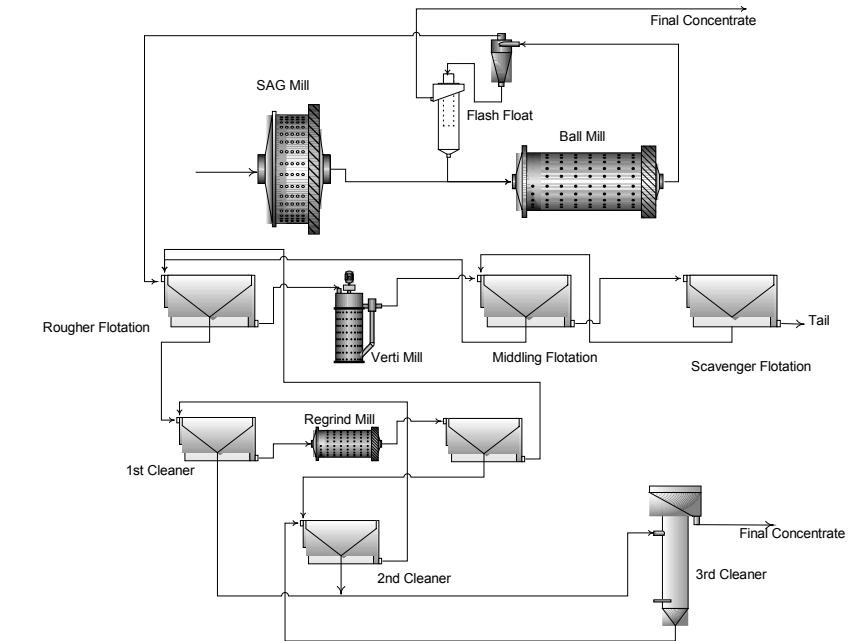 Final Concentrate
SAG Mill
Flash Float
Ball Mill
Rougher Flotation
Verti Mill
Middling Flotation
Tail
Scavenger Flotation
Regrind Mill
1st Cleaner
Final Concentrate
2nd Cleaner
3rd Cleaner